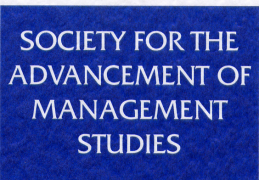 SOCIETY FOR THE
ADVANCEMENT OF
MANAGEMENT
STUDIES